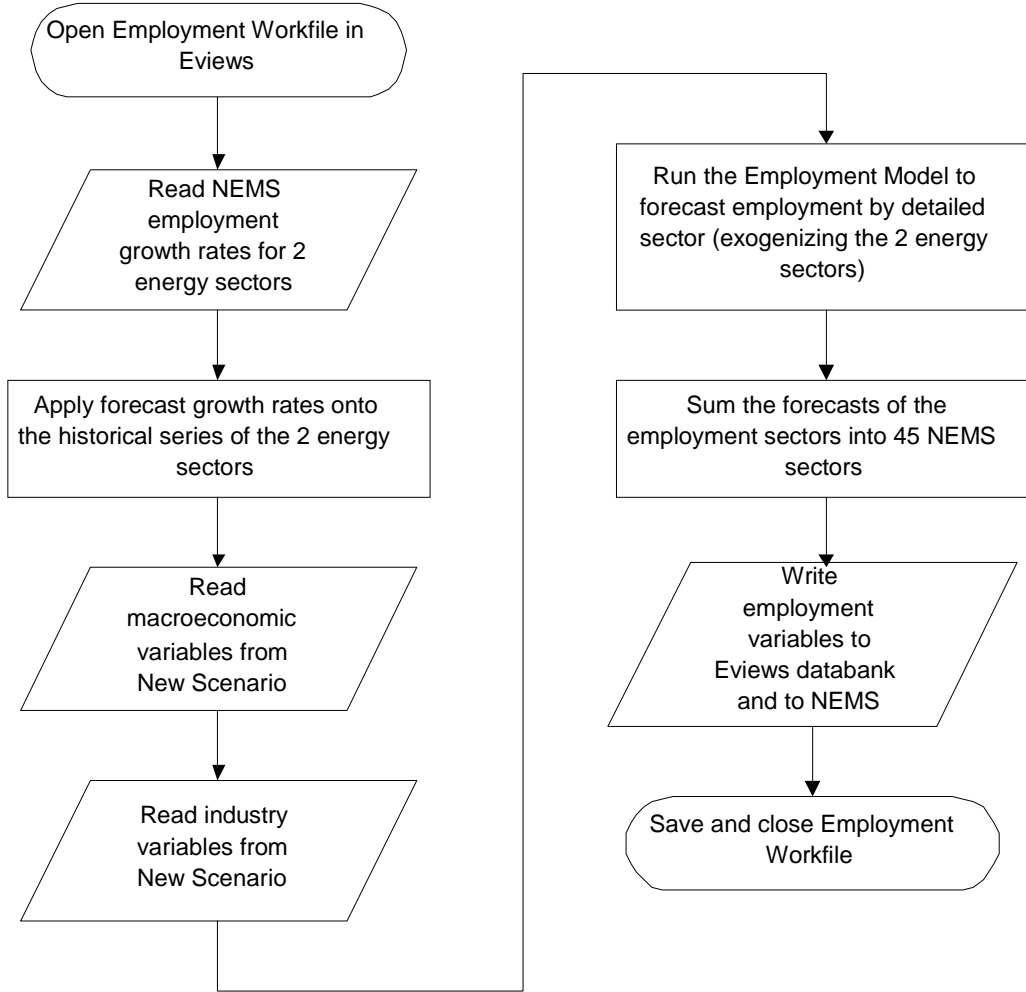 Open Employment Workfile in
Eviews
Read NEMS
employment
growth rates for 2
energy sectors
Apply forecast growth rates onto
the historical series of the 2 energy
sectors
Read
macroeconomic
variables from
New Scenario
Read industry
variables from
New Scenario
Run the Employment Model to
forecast employment by detailed
sector (exogenizing the 2 energy
sectors)
Sum the forecasts of the
employment sectors into 45 NEMS
sectors
Write
employment
variables to
Eviews databank
and to NEMS
Save and close Employment
Workfile